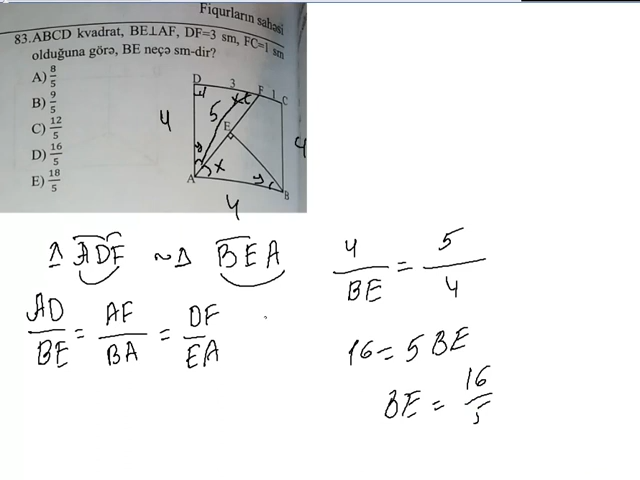 Fiqurların sahəsi
83. ABCD kvadrat, BE⊥AF, DF=3 sm, FC=1 sm
olduğuna görə, BE neçə sm-dir?
A) 8/5
B) 9/5
C) 12/5
D) 16/5
E) 18/5
D 3 F 1 C
4 5 E 4
y x y
A B
4
Δ ADF ~ Δ BEA
AD/BE = AF/BA = DF/EA
4/BE = 5/4
16 = 5 BE
BE = 16/5